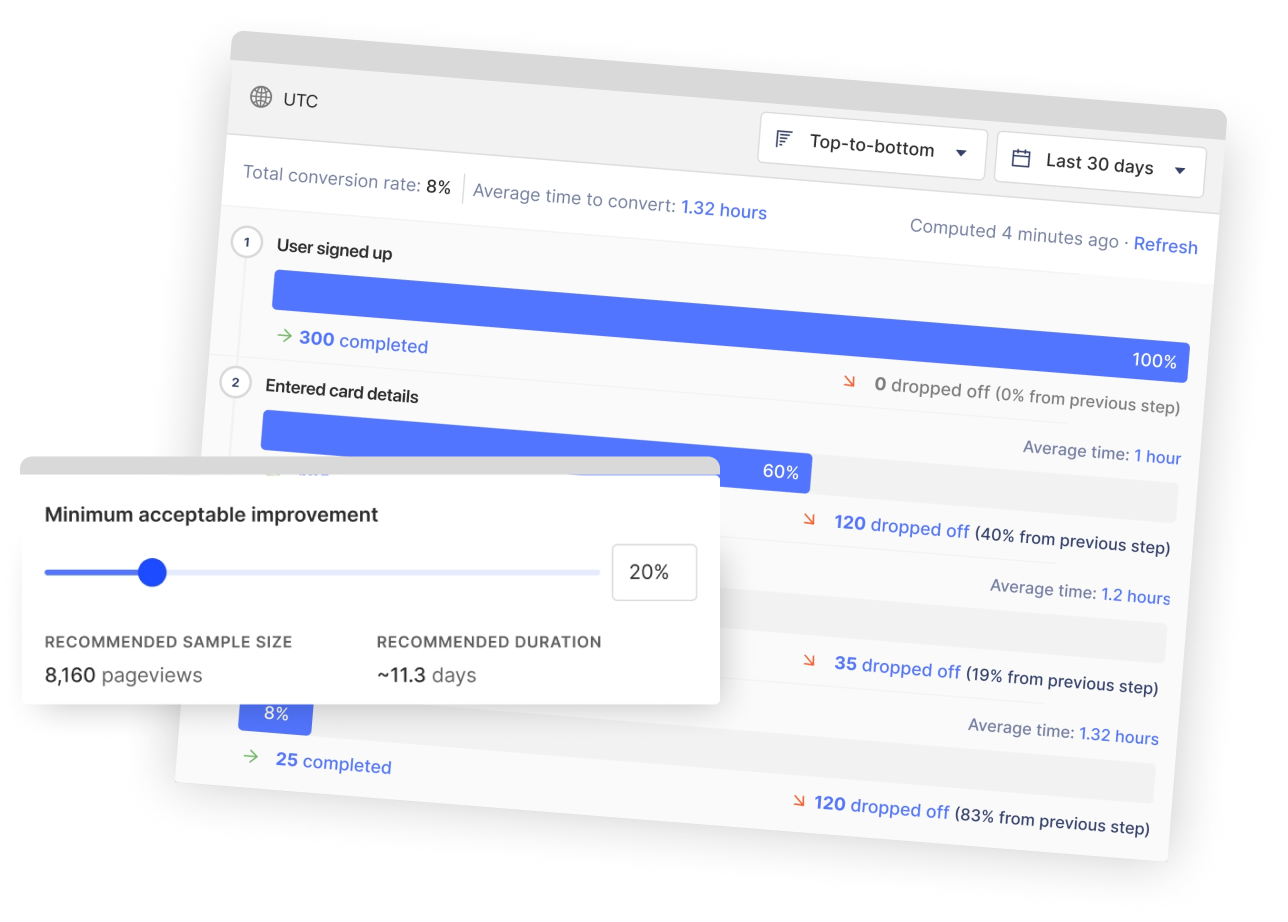 UTC
Top-to-bottom
Last 30 days
Total conversion rate: 8%
Average time to convert: 1.32 hours
Computed 4 minutes ago · Refresh
1
User signed up
100%
300 completed
0 dropped off (0% from previous step)
2
Entered card details
Average time: 1 hour
60%
120 dropped off (40% from previous step)
Average time: 1.2 hours
35 dropped off (19% from previous step)
Average time: 1.32 hours
8%
25 completed
120 dropped off (83% from previous step)
Minimum acceptable improvement
20%
RECOMMENDED SAMPLE SIZE
8,160 pageviews
RECOMMENDED DURATION
~11.3 days